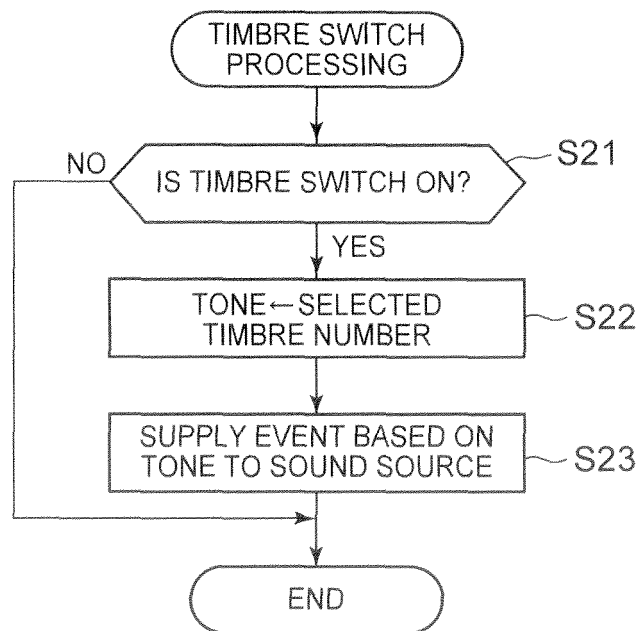 TIMBRE SWITCH
PROCESSING
NO
IS TIMBRE SWITCH ON?
S21
YES
TONE←SELECTED
TIMBRE NUMBER
S22
SUPPLY EVENT BASED ON
TONE TO SOUND SOURCE
S23
END